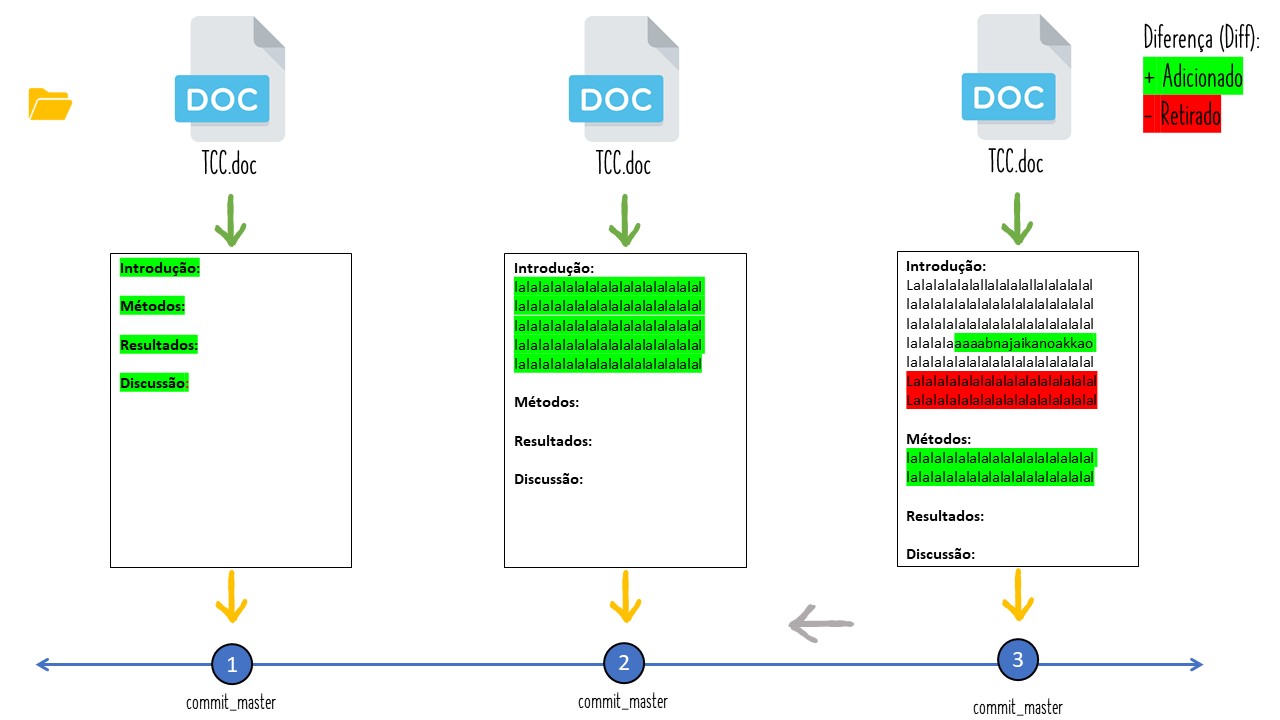 DOC
TCC.doc
Introdução:
Métodos:
Resultados:
Discussão:
1
commit_master
DOC
TCC.doc
Introdução:
lalalalalalalalalalalalalalalalal
lalalalalalalalalalalalalalalalal
lalalalalalalalalalalalalalalalal
lalalalalalalalalalalalalalalalal
lalalalalalalalalalalalalalalalal
Métodos:
Resultados:
Discussão:
2
commit_master
DOC
TCC.doc
Introdução:
Lalalalalalallalalalallalalalalal
lalalalalalalalalalalalalalalalal
lalalalalalalalalalalalalalalalal
lalalalaaaaabnajaikanoakkao
lalalalalalalalalalalalalalalalal
Lalalalalalalalalalalalalalalalal
Lalalalalalalalalalalalalalalalal
Métodos:
lalalalalalalalalalalalalalalalal
lalalalalalalalalalalalalalalalal
Resultados:
Discussão:
3
commit_master
Diferença (Diff):
+ Adicionado
- Retirado